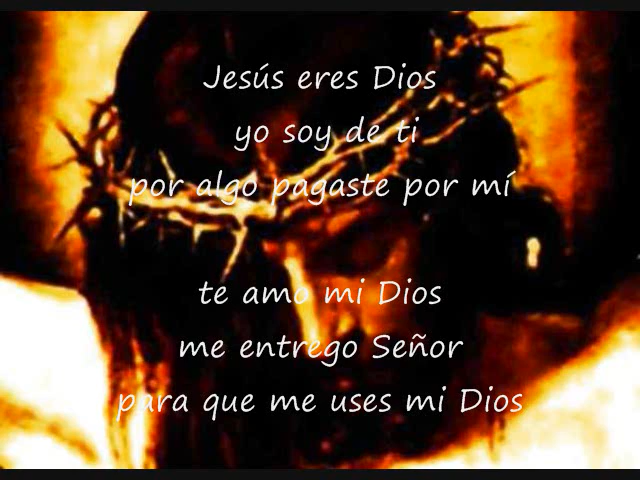 Jesús eres Dios
yo soy de ti
por algo pagaste por mí
te amo mi Dios
me entrego Señor
para que me uses mi Dios